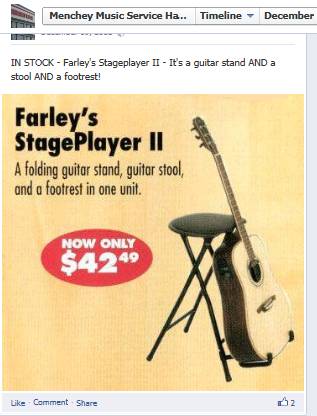 Menchey Music Service Ha... Timeline December
IN STOCK - Farley's Stageplayer II - It's a guitar stand AND a
stool AND a footrest!
Farley's
StagePlayer II
A folding guitar stand, guitar stool,
and a footrest in one unit.
NOW ONLY
$42.49
Like · Comment · Share 2